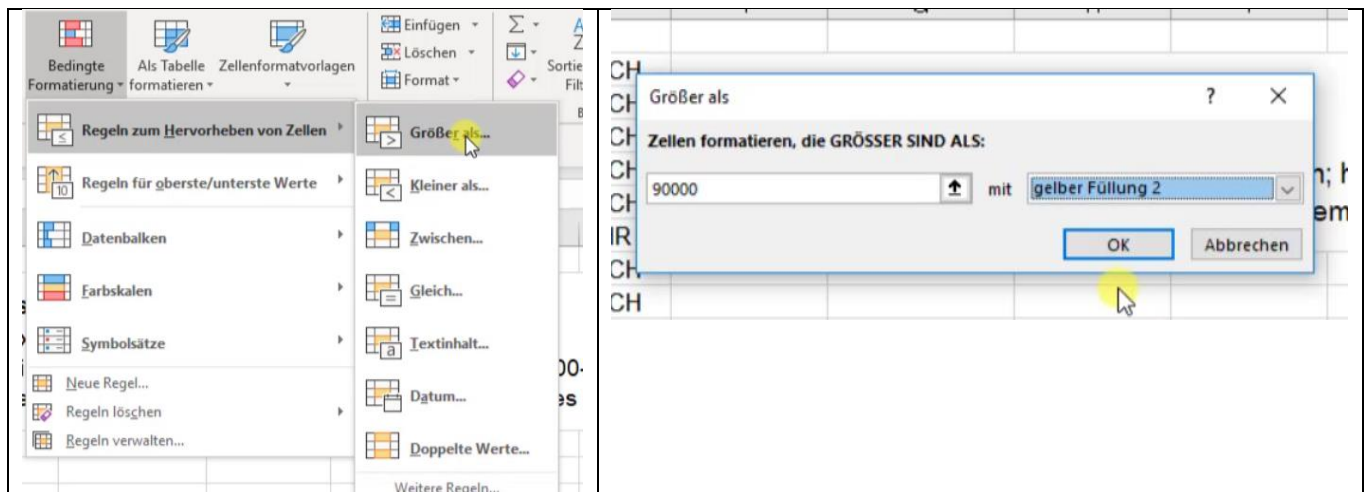 Bedingte
Formatierung
Als Tabelle
formatieren
Zellenformatvorlagen
Einfügen
Löschen
Format
Sortie
Filt
Regeln zum Hervorheben von Zellen
Regeln für oberste/unterste Werte
10
Datenbalken
Farbskalen
Symbolsätze
Neue Regel...
Regeln löschen
Regeln verwalten...
Größer als...
Kleiner als...
Zwischen...
Gleich...
Textinhalt...
Datum...
Doppelte Werte...
Weitere Regeln...
Größer als
Zellen formatieren, die GRÖSSER SIND ALS:
90000 mit gelber Füllung 2
OK Abbrechen
CH
CH
CH
CH
CH
IR
CH
CH